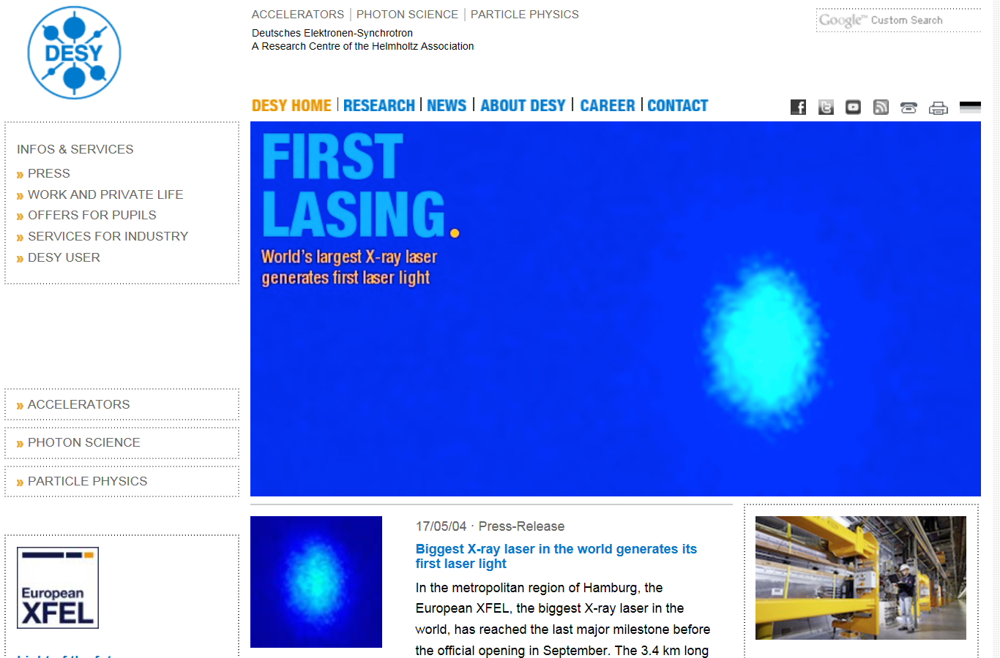 DESY
ACCELERATORS | PHOTON SCIENCE | PARTICLE PHYSICS
Deutsches Elektronen-Synchrotron
A Research Centre of the Helmholtz Association
Google™ Custom Search
DESY HOME | RESEARCH | NEWS | ABOUT DESY | CAREER | CONTACT
INFOS & SERVICES
» PRESS
» WORK AND PRIVATE LIFE
» OFFERS FOR PUPILS
» SERVICES FOR INDUSTRY
» DESY USER
» ACCELERATORS
» PHOTON SCIENCE
» PARTICLE PHYSICS
European
XFEL
FIRST
LASING.
World's largest X-ray laser
generates first laser light
17/05/04 · Press-Release
Biggest X-ray laser in the world generates its
first laser light
In the metropolitan region of Hamburg, the
European XFEL, the biggest X-ray laser in the
world, has reached the last major milestone before
the official opening in September. The 3.4 km long